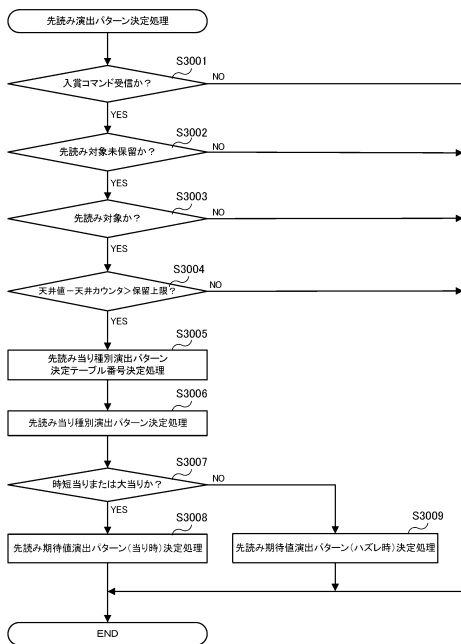 先読み演出パターン決定処理
S3001
入賞コマンド受信か？
NO
YES
S3002
先読み対象未保留か？
NO
YES
S3003
先読み対象か？
NO
YES
S3004
天井値－天井カウンタ＞保留上限？
NO
YES
S3005
先読み当り種別演出パターン
決定テーブル番号決定処理
S3006
先読み当り種別演出パターン決定処理
S3007
時短当りまたは大当りか？
NO
YES
S3008
先読み期待値演出パターン（当り時）決定処理
S3009
先読み期待値演出パターン（ハズレ時）決定処理
END